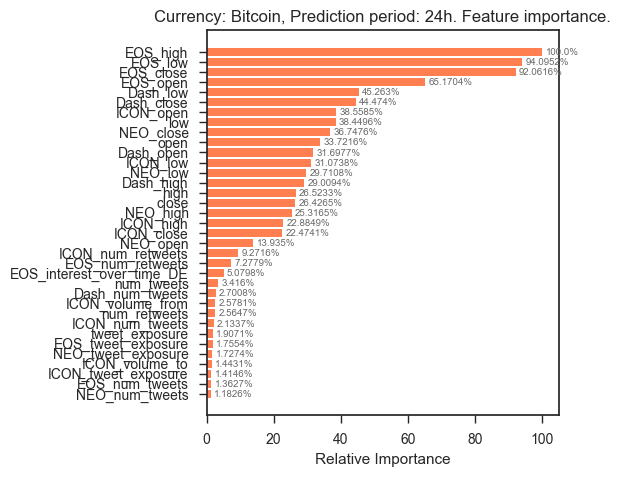 Currency: Bitcoin, Prediction period: 24h. Feature importance.
EOS_high 100.0%
EOS_low 94.0952%
EOS_close 92.0616%
EOS_open 65.1704%
Dash_low 45.263%
Dash_close 44.474%
ICON_open 38.5585%
low 38.4496%
NEO_close 36.7476%
open 33.7216%
Dash_open 31.6977%
ICON_low 31.0738%
NEO_low 29.7108%
Dash_high 29.0094%
high 26.5233%
close 26.4265%
NEO_high 25.3165%
ICON_high 22.8849%
ICON_close 22.4741%
NEO_open 13.935%
ICON_num_retweets 9.2716%
EOS_num_retweets 7.2779%
EOS_interest_over_time_DE 5.0798%
num_tweets 3.416%
Dash_num_tweets 2.7008%
ICON_volume_from 2.5781%
num_retweets 2.5647%
ICON_num_tweets 2.1337%
tweet_exposure 1.9071%
EOS_tweet_exposure 1.7554%
NEO_tweet_exposure 1.7274%
ICON_volume_to 1.4431%
ICON_tweet_exposure 1.4146%
EOS_num_tweets 1.3627%
NEO_num_tweets 1.1826%
0 20 40 60 80 100
Relative Importance